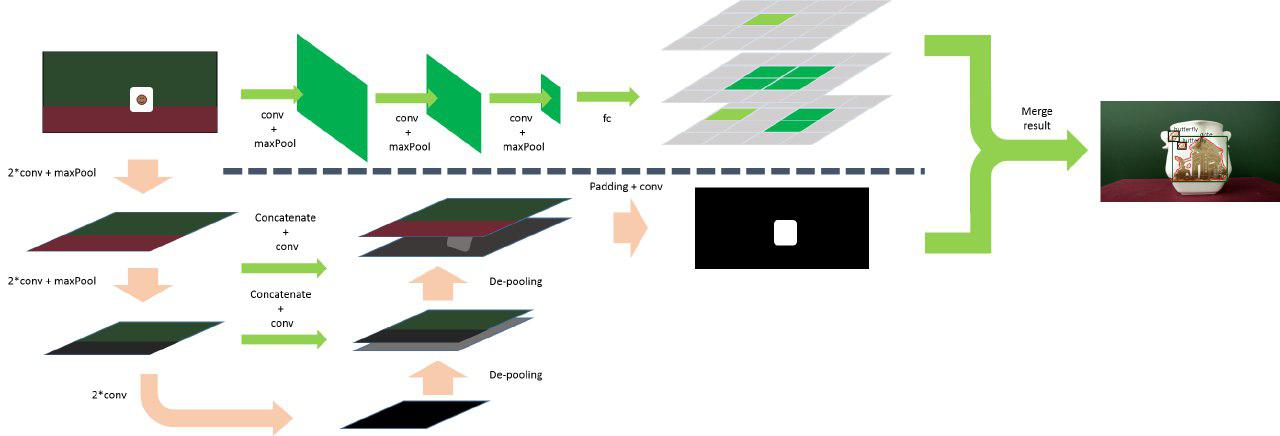 conv
+
maxPool
conv
+
maxPool
conv
+
maxPool
fc
Merge
result
butterfly
butterfly
2*conv + maxPool
Padding + conv
Concatenate
+
conv
2*conv + maxPool
De-pooling
Concatenate
+
conv
De-pooling
2*conv